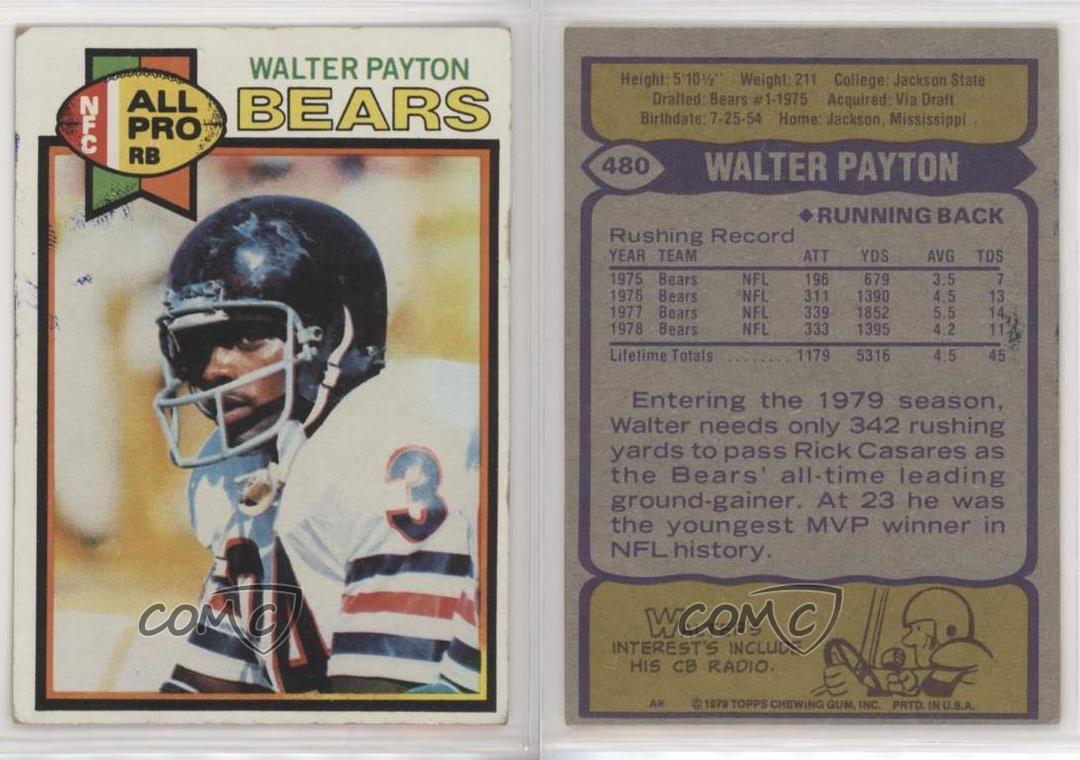 WALTER PAYTON
BEARS
NFC
ALL
PRO
RB
3
COMC
Height: 5'10½" Weight: 211 College: Jackson State
Drafted: Bears #1-1975 Acquired: Via Draft
Birthdate: 7-25-54 Home: Jackson, Mississippi
480 WALTER PAYTON
◆RUNNING BACK
Rushing Record
YEAR TEAM ATT YDS AVG TDS
1975 Bears NFL 196 679 3.5 7
1976 Bears NFL 311 1390 4.5 13
1977 Bears NFL 339 1852 5.5 14
1978 Bears NFL 333 1395 4.2 11
Lifetime Totals ........ 1179 5316 4.5 45
Entering the 1979 season,
Walter needs only 342 rushing
yards to pass Rick Casares as
the Bears' all-time leading
ground-gainer. At 23 he was
the youngest MVP winner in
NFL history.
COMC
INTEREST'S INCLUDE
HIS CB RADIO.
©1979 TOPPS CHEWING GUM, INC. PRTD. IN U.S.A.